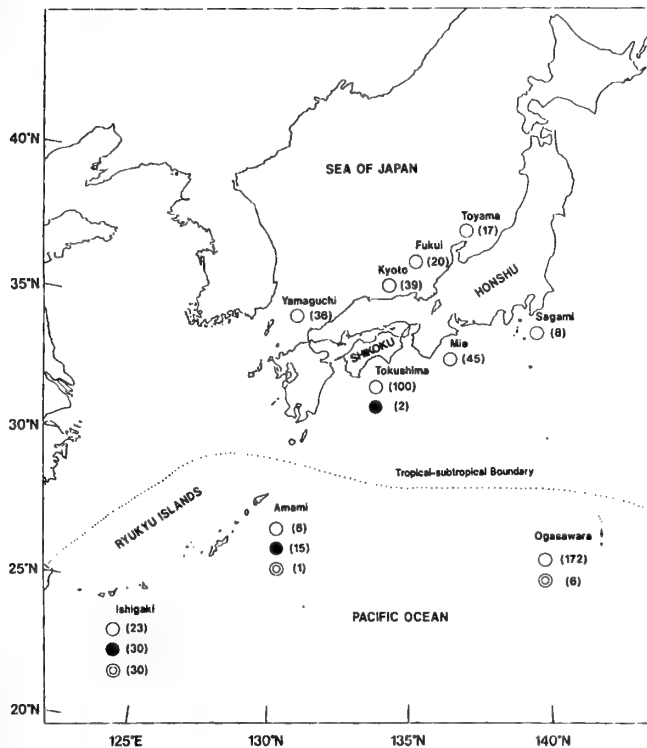 40°N
SEA OF JAPAN
Toyama
(17)
Fukui
(20)
Kyoto
(39)
HONSHU
35°N
Yamaguchi
(36)
Sagami
(8)
SHIKOKU
Mie
(45)
Tokushima
(100)
(2)
30°N
Tropical-subtropical Boundary
RYUKYU ISLANDS
Amami
(6)
(15)
(1)
Ogasawara
(172)
(6)
25°N
Ishigaki
(23)
(30)
(30)
PACIFIC OCEAN
20°N
125°E
130°E
135°E
140°E